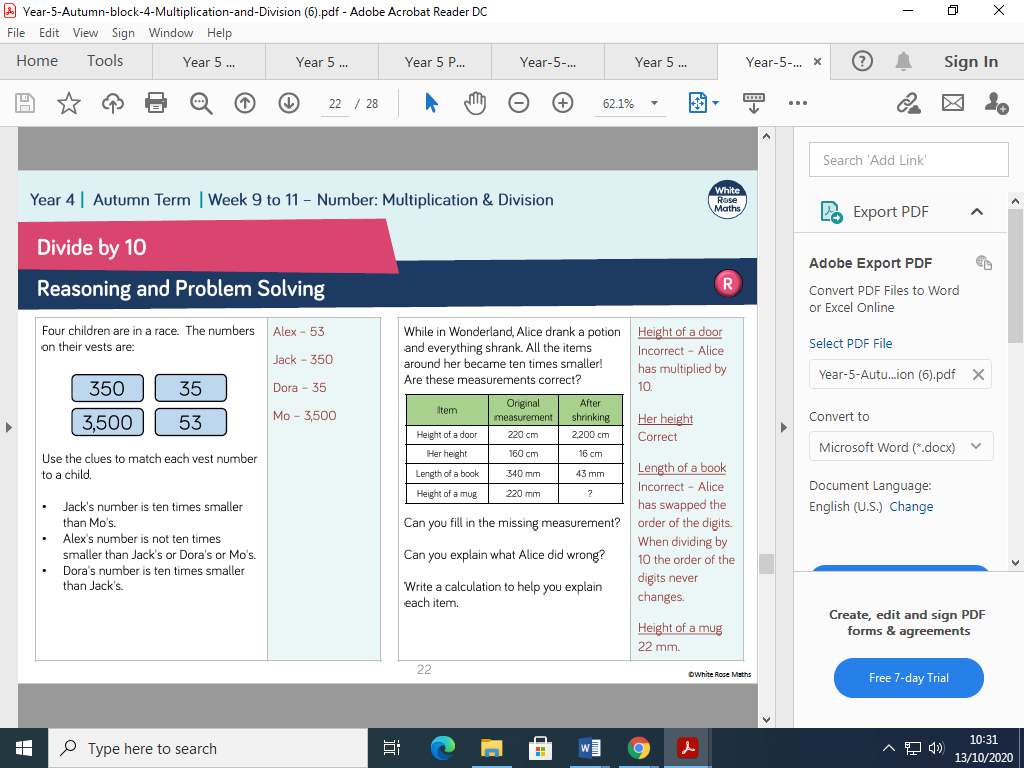 Year-5-Autumn-block-4-Multiplication-and-Division (6).pdf - Adobe Acrobat Reader DC
File Edit View Sign Window Help
Home Tools Year 5 ... Year 5 ... Year 5 P... Year-5-... Year 5 ... Year-5-... × Sign In
22 / 28 62.1%
Year 4 | Autumn Term | Week 9 to 11 – Number: Multiplication & Division
White
Rose
Maths
Divide by 10
Reasoning and Problem Solving
R
Four children are in a race. The numbers
on their vests are:
350 35
3,500 53
Use the clues to match each vest number
to a child.
• Jack's number is ten times smaller
than Mo's.
• Alex's number is not ten times
smaller than Jack's or Dora's or Mo's.
• Dora's number is ten times smaller
than Jack's.
Alex – 53
Jack – 350
Dora – 35
Mo – 3,500
While in Wonderland, Alice drank a potion
and everything shrank. All the items
around her became ten times smaller!
Are these measurements correct?
Item Original measurement After shrinking
Height of a door 220 cm 2,200 cm
Her height 160 cm 16 cm
Length of a book 340 mm 43 mm
Height of a mug 220 mm ?
Can you fill in the missing measurement?
Can you explain what Alice did wrong?
Write a calculation to help you explain
each item.
Height of a door
Incorrect – Alice
has multiplied by
10.
Her height
Correct
Length of a book
Incorrect – Alice
has swapped the
order of the digits.
When dividing by
10 the order of the
digits never
changes.
Height of a mug
22 mm.
22
©White Rose Maths
Search 'Add Link'
Export PDF
Adobe Export PDF
Convert PDF Files to Word
or Excel Online
Select PDF File
Year-5-Autu...ion (6).pdf
Convert to
Microsoft Word (*.docx)
Document Language:
English (U.S.) Change
Create, edit and sign PDF
forms & agreements
Free 7-day Trial
Type here to search
10:31
13/10/2020